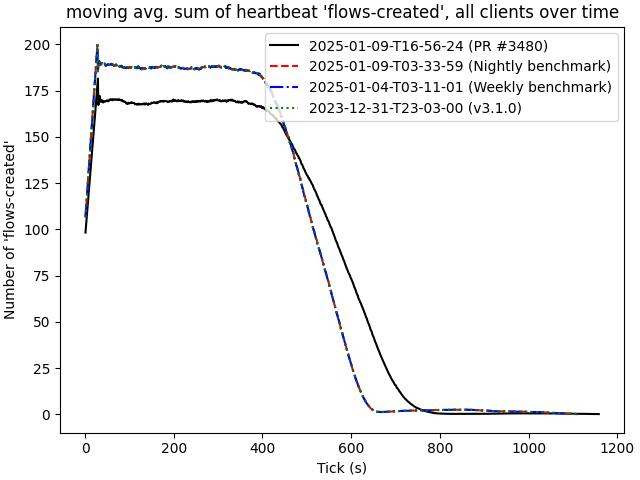 moving avg. sum of heartbeat 'flows-created', all clients over time
2025-01-09-T16-56-24 (PR #3480)
2025-01-09-T03-33-59 (Nightly benchmark)
2025-01-04-T03-11-01 (Weekly benchmark)
2023-12-31-T23-03-00 (v3.1.0)
Number of 'flows-created'
200
175
150
125
100
75
50
25
0
0 200 400 600 800 1000 1200
Tick (s)